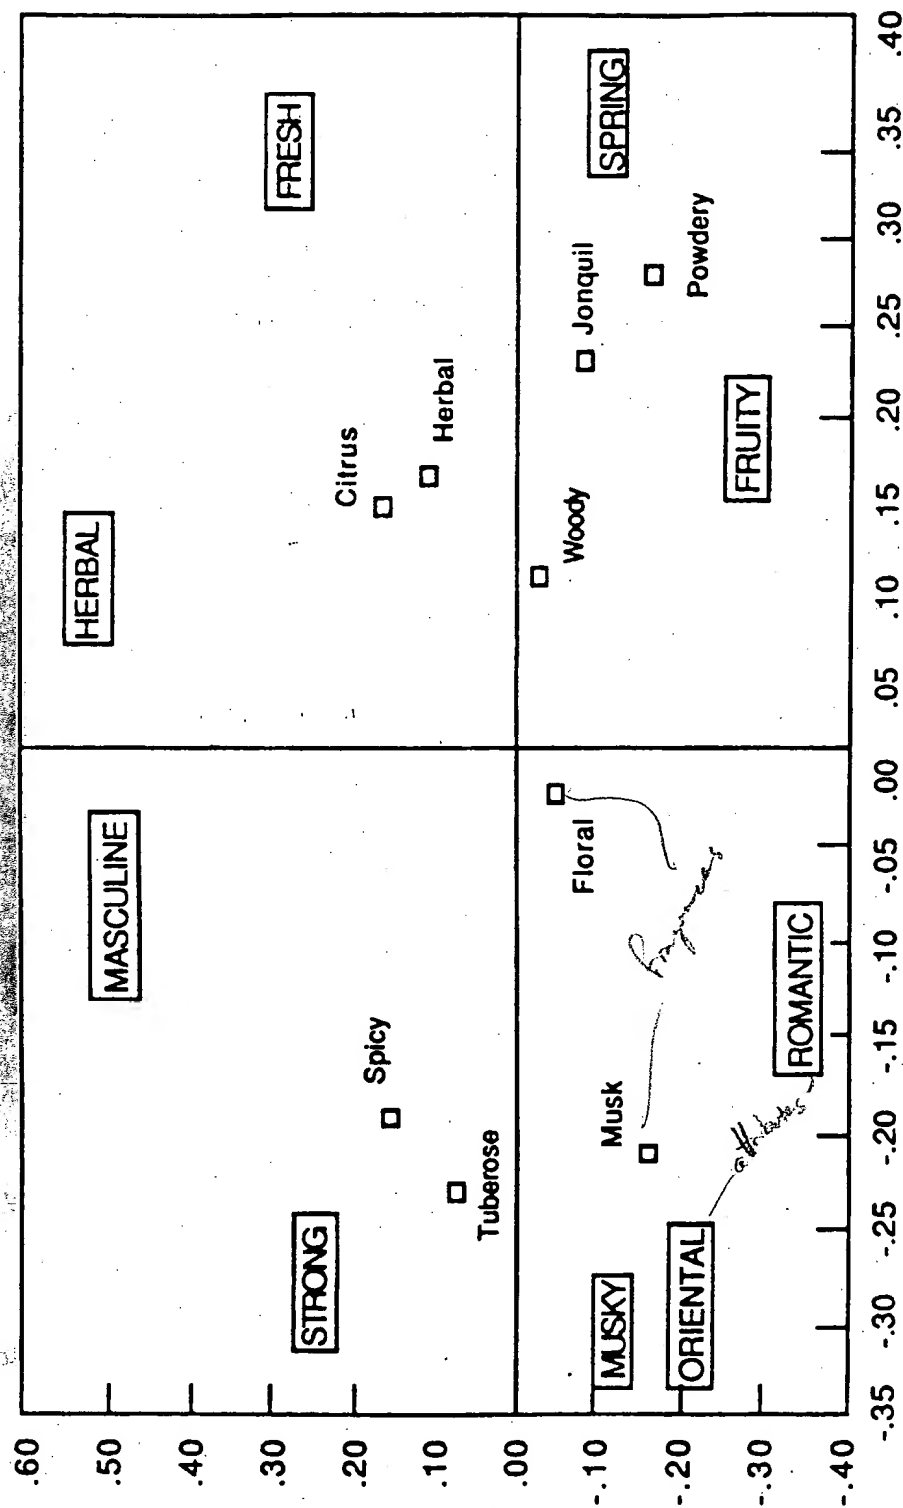 HERBAL
FRESH
Citrus
Herbal
MASCULINE
Spicy
STRONG
Tuberose
Woody
Jonquil
SPRING
Powdery
FRUITY
Floral
Musk
Fragrances
MUSKY
ORIENTAL
attributes
ROMANTIC
.60
.50
.40
.30
.20
.10
.00
-.10
-.20
-.30
-.40
-.35
-.30
-.25
-.20
-.15
-.10
-.05
.00
.05
.10
.15
.20
.25
.30
.35
.40